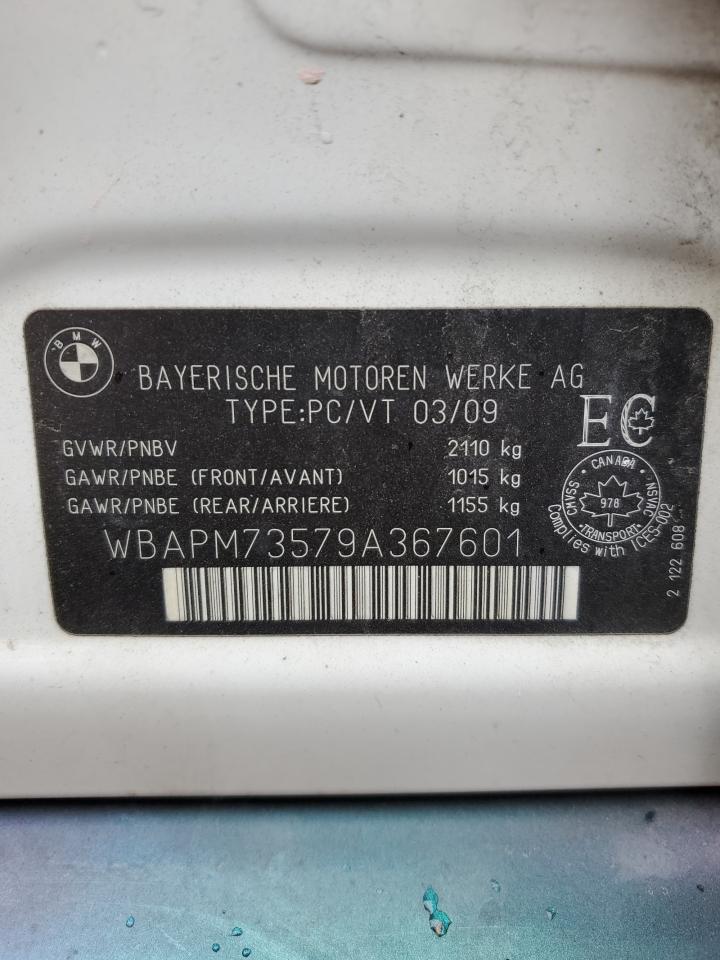 BMW
BAYERISCHE MOTOREN WERKE AG
TYPE:PC/VT 03/09
EC
GVWR/PNBV 2110 kg
GAWR/PNBE (FRONT/AVANT) 1015 kg
GAWR/PNBE (REAR/ARRIERE) 1155 kg
· CANADA ·
CMVSS NSVAC
978
·TRANSPORT·
Complies with ICES-002
WBAPM73579A367601
2 122 608